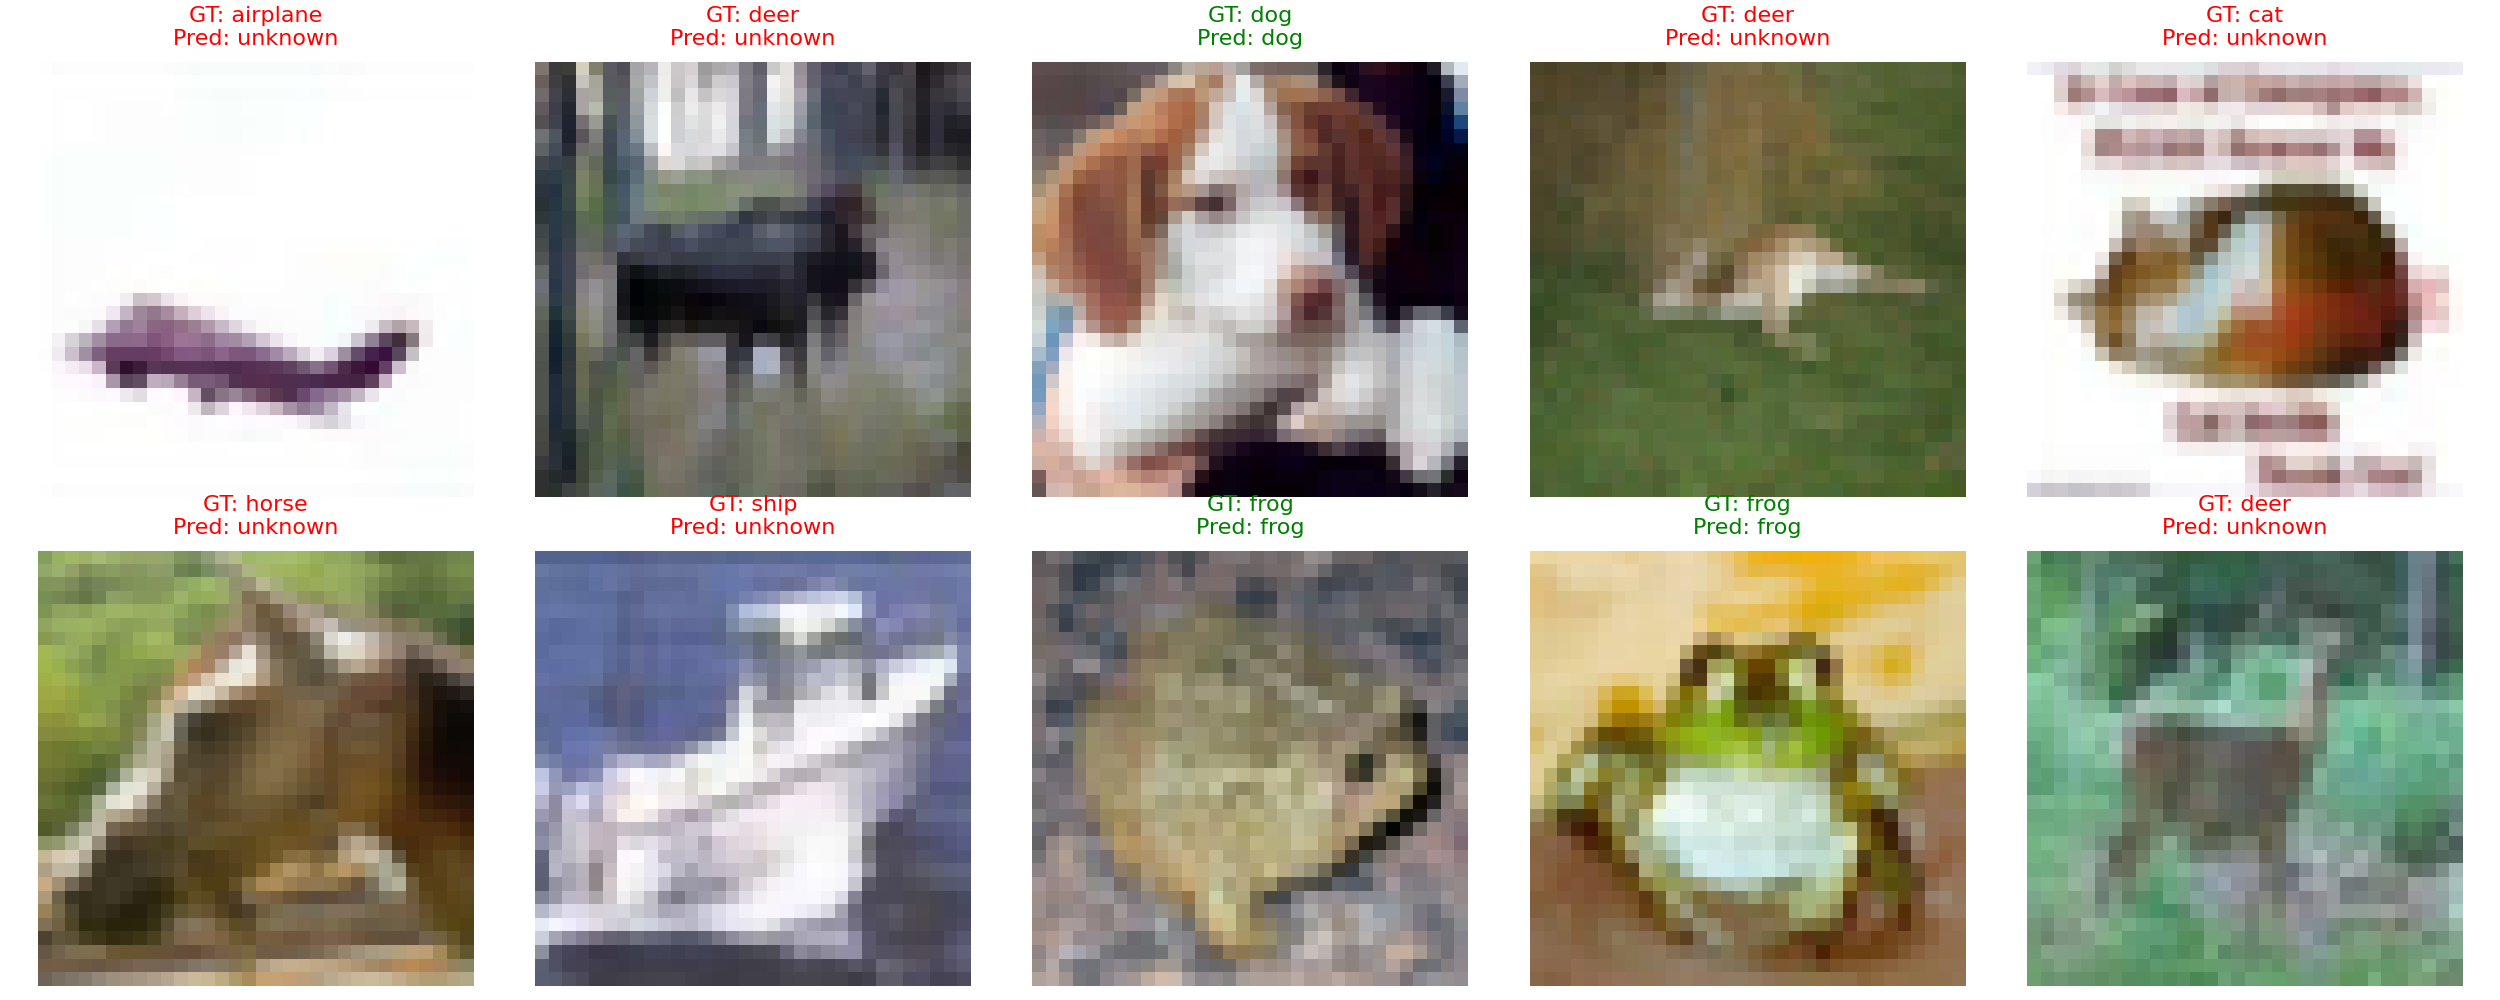 GT: airplane
Pred: unknown
GT: deer
Pred: unknown
GT: dog
Pred: dog
GT: deer
Pred: unknown
GT: cat
Pred: unknown
GT: horse
Pred: unknown
GT: ship
Pred: unknown
GT: frog
Pred: frog
GT: frog
Pred: frog
GT: deer
Pred: unknown